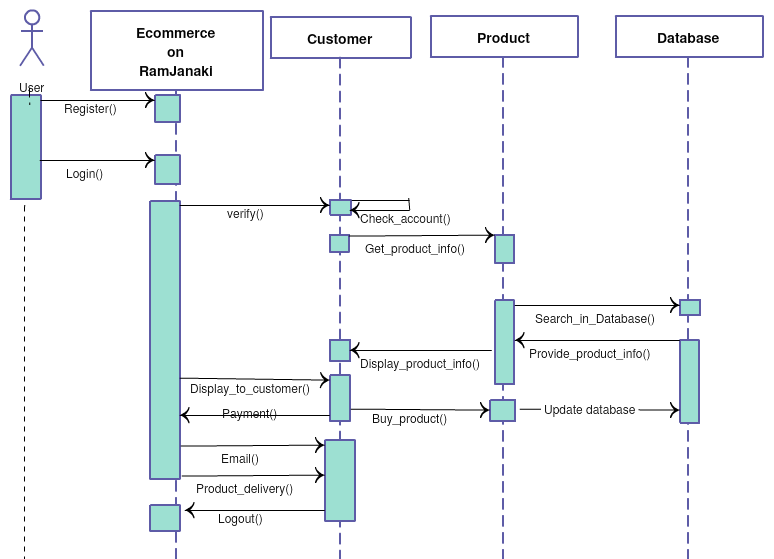 Ecommerce
on
RamJanaki
Customer
Product
Database
User
Register()
Login()
verify()
Check_account()
Get_product_info()
Search_in_Database()
Provide_product_info()
Display_product_info()
Display_to_customer()
Payment()
Buy_product()
Update database
Email()
Product_delivery()
Logout()